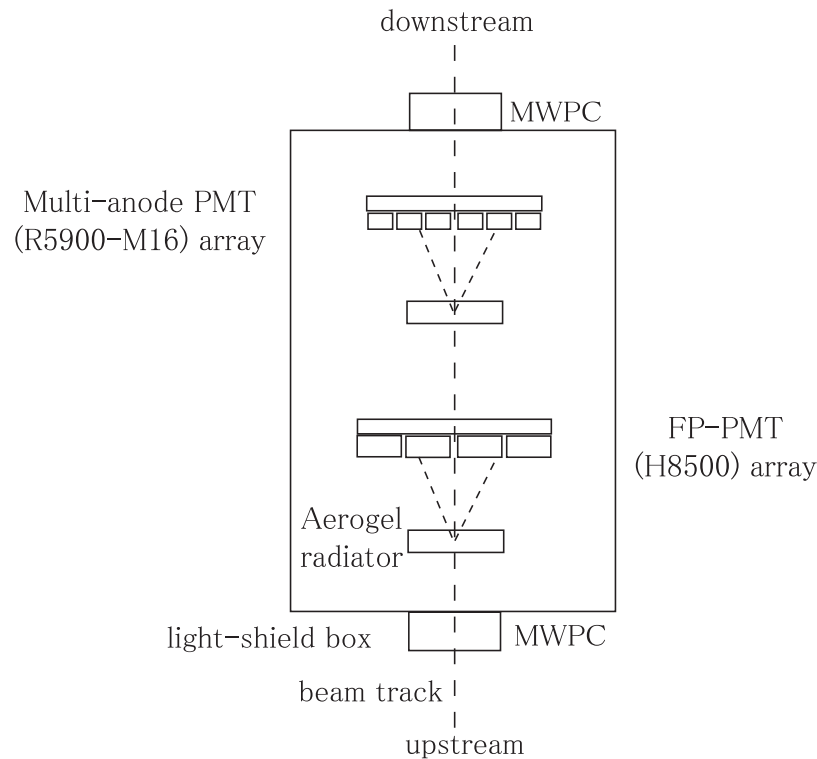 downstream
MWPC
Multi-anode PMT
(R5900-M16) array
FP-PMT
(H8500) array
Aerogel
radiator
light-shield box
MWPC
beam track
upstream